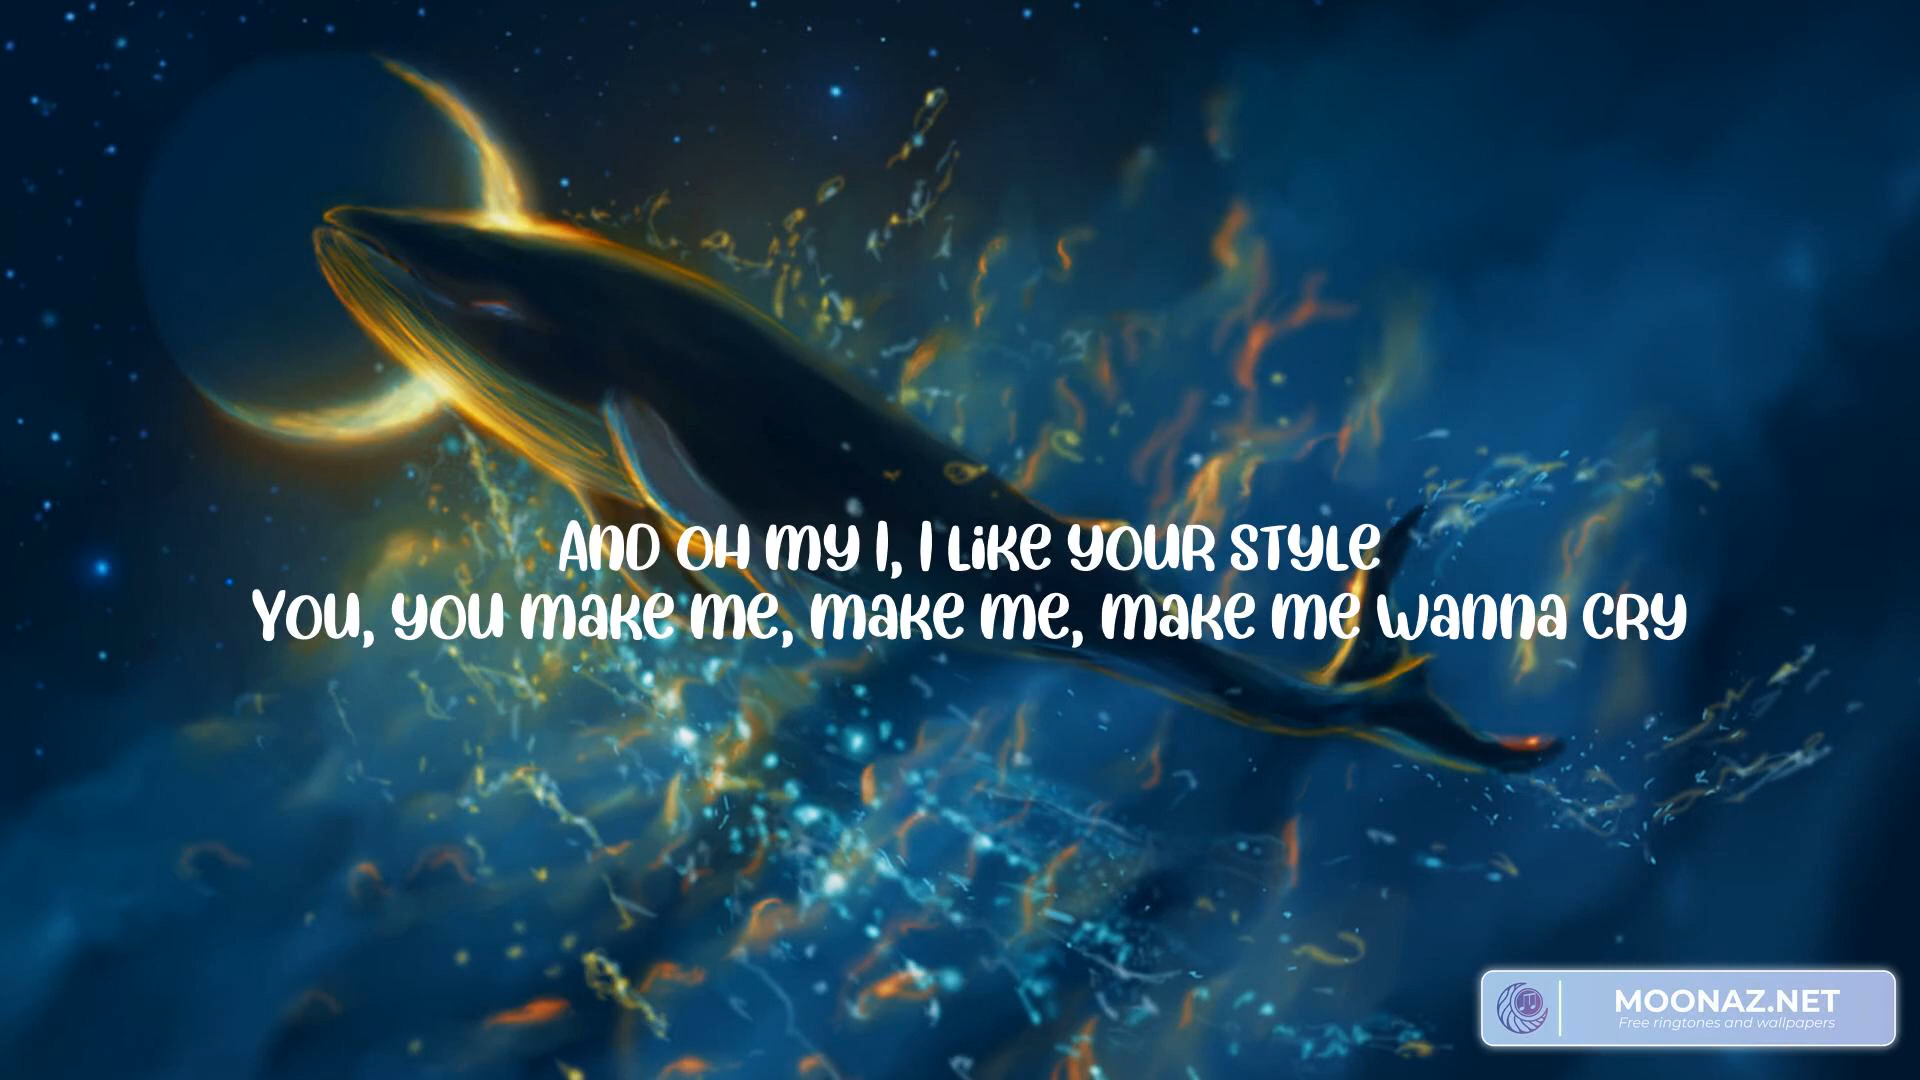 And oh my I, I like your style
You, you make me, make me, make me wanna cry
MOONAZ.NET
Free ringtones and wallpapers